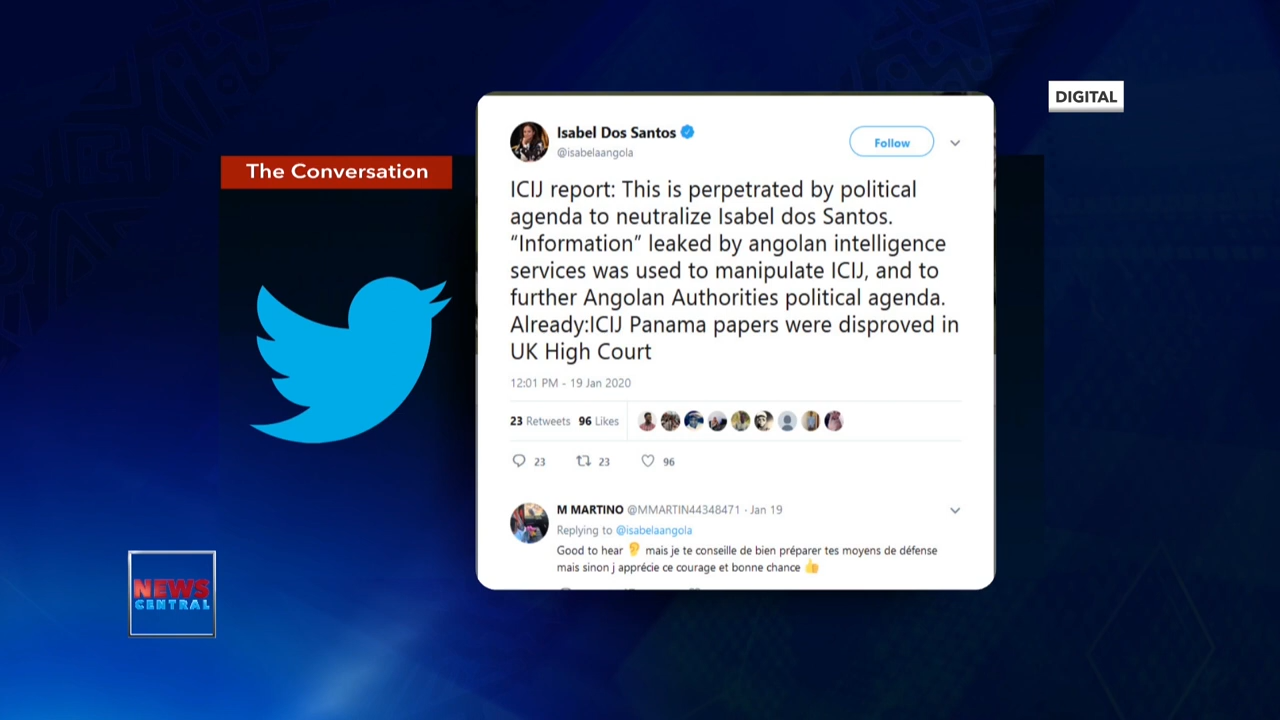 DIGITAL
The Conversation
Isabel Dos Santos
@isabelaangola
Follow
ICIJ report: This is perpetrated by political
agenda to neutralize Isabel dos Santos.
“Information” leaked by angolan intelligence
services was used to manipulate ICIJ, and to
further Angolan Authorities political agenda.
Already:ICIJ Panama papers were disproved in
UK High Court
12:01 PM - 19 Jan 2020
23 Retweets 96 Likes
23 23 96
M MARTINO @MMARTIN44348471 · Jan 19
Replying to @isabelaangola
Good to hear 👂 mais je te conseille de bien préparer tes moyens de défense
mais sinon j apprécie ce courage et bonne chance 👍
NEWS
CENTRAL